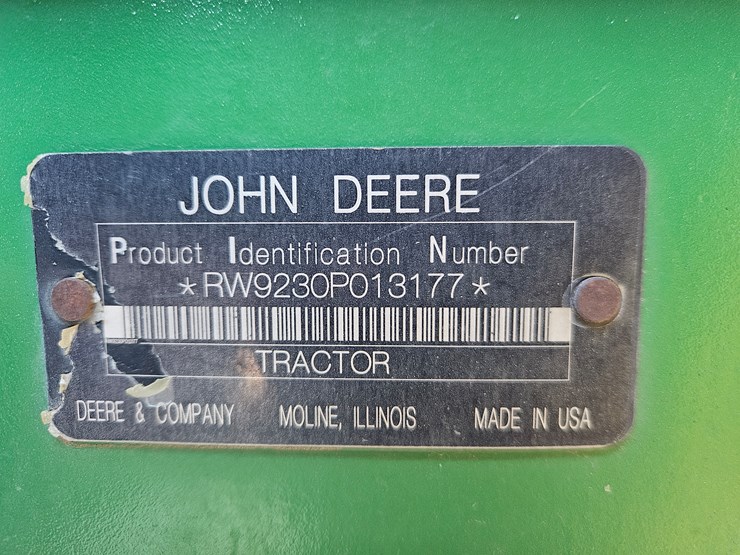 JOHN DEERE
Product Identification Number
*RW9230P013177*
TRACTOR
DEERE & COMPANY MOLINE, ILLINOIS MADE IN USA